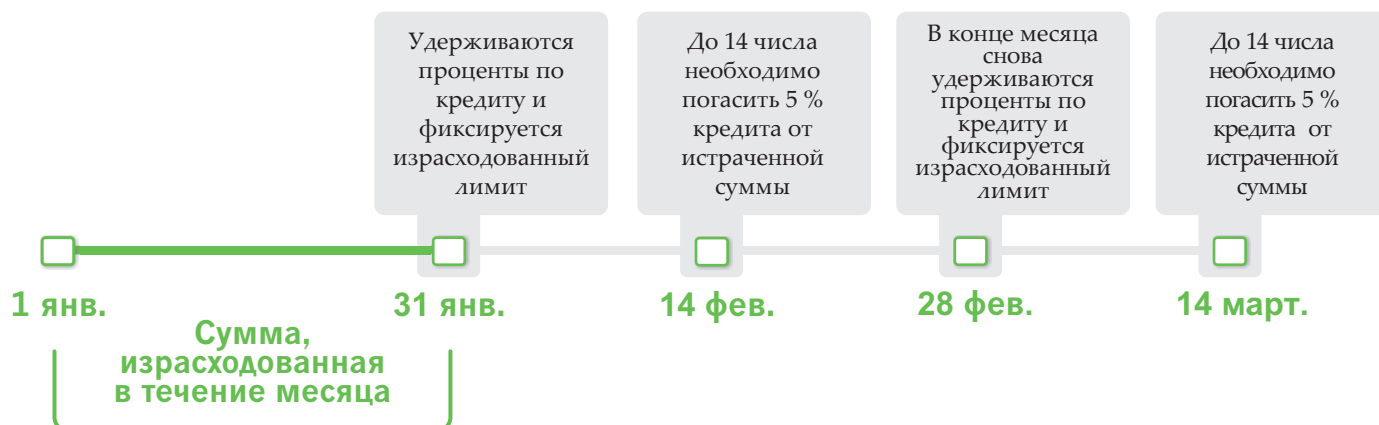 Удерживаются
проценты по
кредиту и
фиксируется
израсходованный
лимит
До 14 числа
необходимо
погасить 5 %
кредита от
истраченной
суммы
В конце месяца
снова
удерживаются
проценты по
кредиту и
фиксируется
израсходованный
лимит
До 14 числа
необходимо
погасить 5 %
кредита от
истраченной
суммы
1 янв.
31 янв.
14 фев.
28 фев.
14 март.
Сумма,
израсходованная
в течение месяца